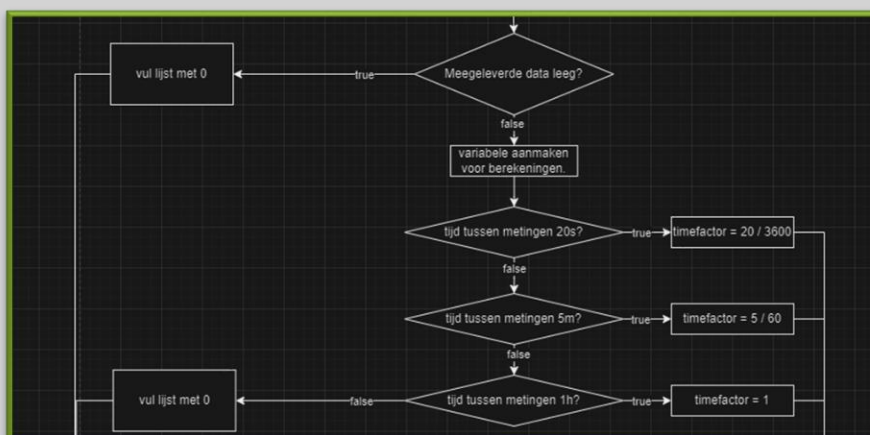 vul lijst met 0
true
Meegeleverde data leeg?
false
variabele aanmaken
voor berekeningen.
tijd tussen metingen 20s?
true
timefactor = 20 / 3600
false
tijd tussen metingen 5m?
true
timefactor = 5 / 60
false
vul lijst met 0
false
tijd tussen metingen 1h?
true
timefactor = 1